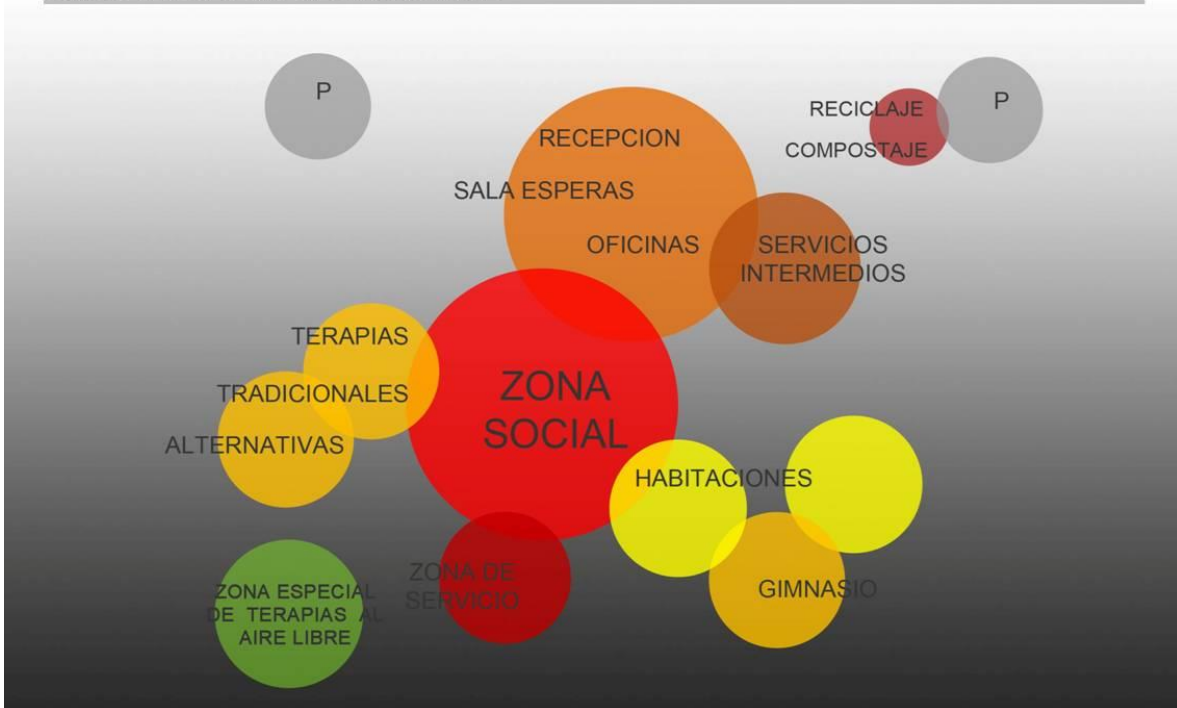 P
P
RECICLAJE
COMPOSTAJE
RECEPCION
SALA ESPERAS
OFICINAS
SERVICIOS
INTERMEDIOS
TERAPIAS
TRADICIONALES
ALTERNATIVAS
ZONA
SOCIAL
HABITACIONES
ZONA DE
SERVICIO
GIMNASIO
ZONA ESPECIAL
DE TERAPIAS AL
AIRE LIBRE